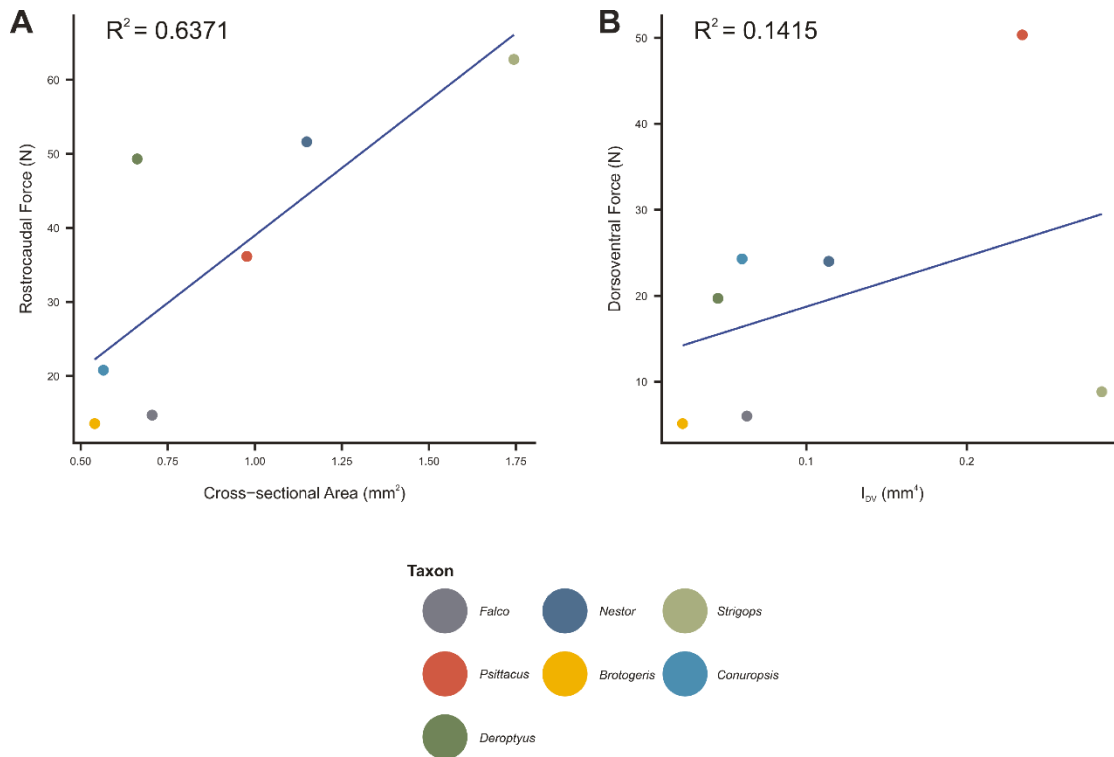 A
R² = 0.6371
Rostrocaudal Force (N)
60
50
40
30
20
0.50
0.75
1.00
1.25
1.50
1.75
Cross-sectional Area (mm²)
B
R² = 0.1415
Dorsoventral Force (N)
50
40
30
20
10
0.1
0.2
I_DV (mm⁴)
Taxon
Falco
Nestor
Strigops
Psittacus
Brotogeris
Conuropsis
Deroptyus